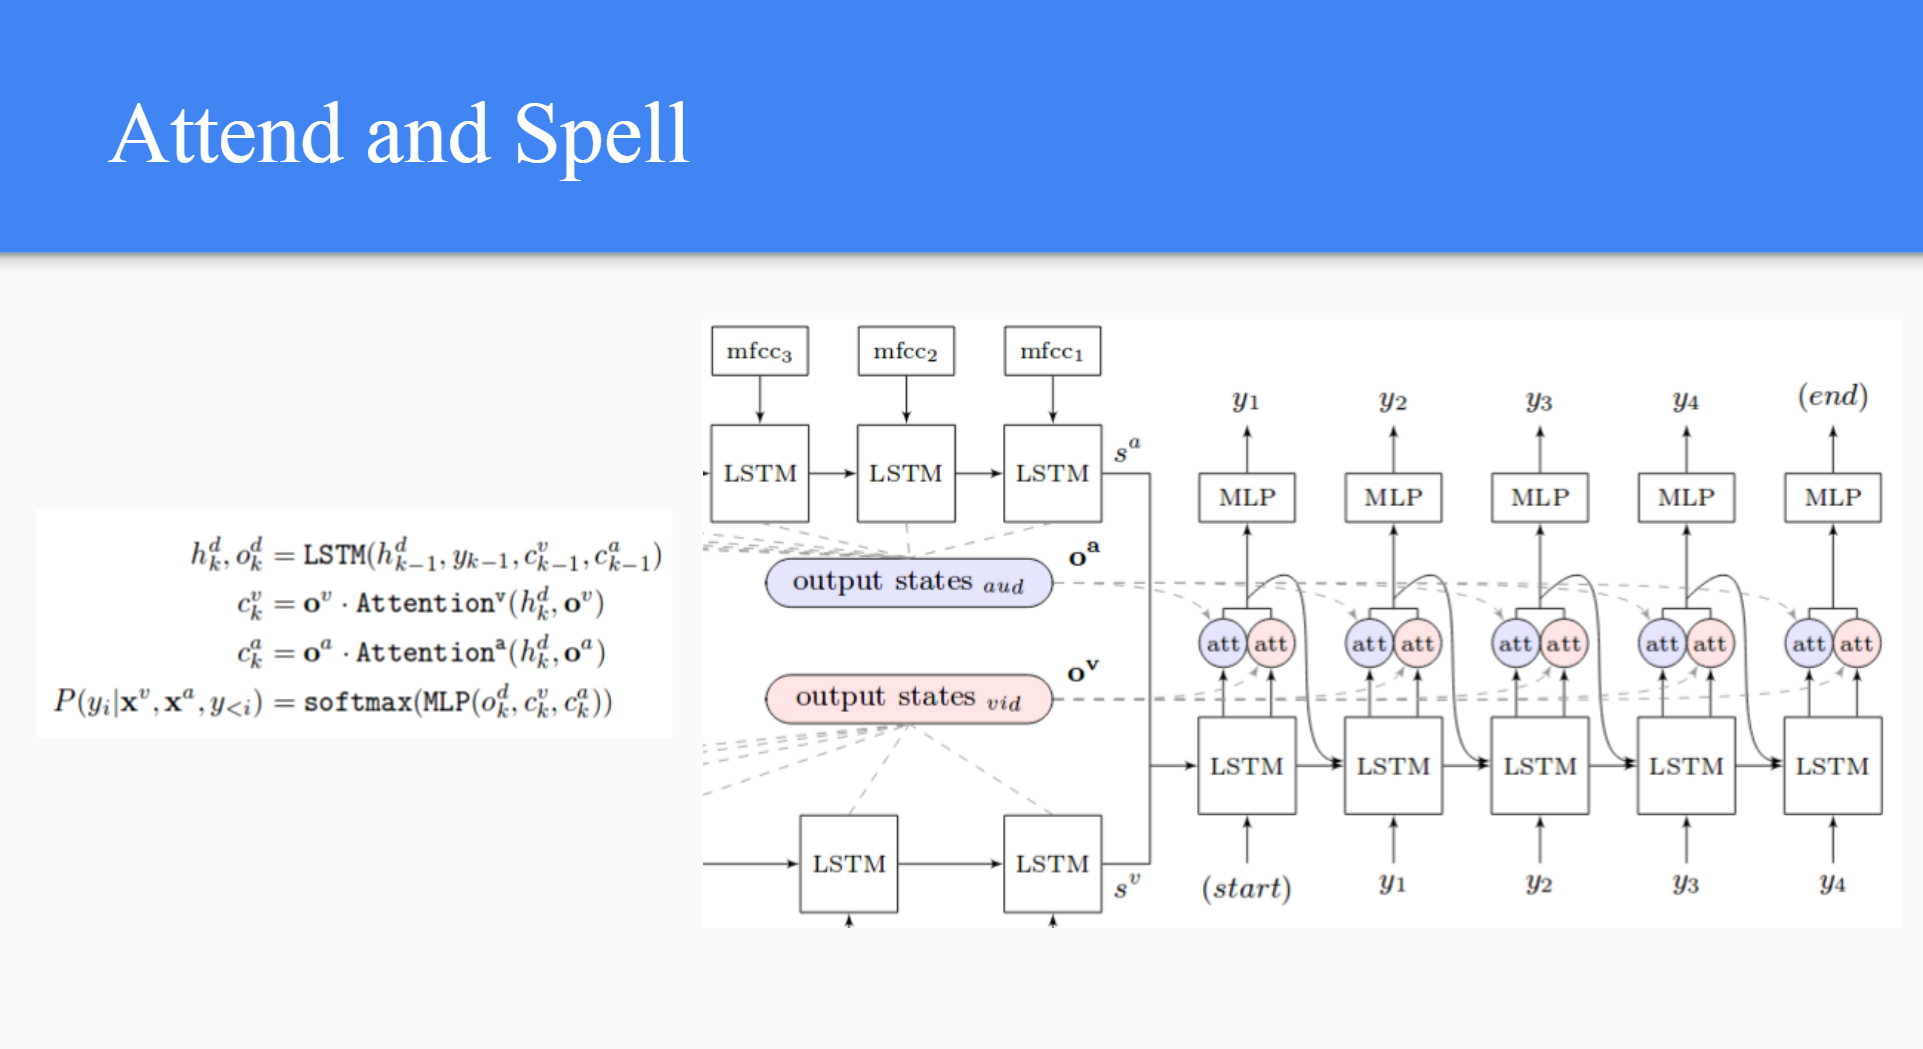 Attend and Spell
h_k^d, o_k^d = LSTM(h_{k-1}^d, y_{k-1}, c_{k-1}^v, c_{k-1}^a)
c_k^v = o^v · Attention^v(h_k^d, o^v)
c_k^a = o^a · Attention^a(h_k^d, o^a)
P(y_i|x^v, x^a, y_{<i}) = softmax(MLP(o_k^d, c_k^v, c_k^a))
mfcc₃ mfcc₂ mfcc₁
LSTM LSTM LSTM s^a
output states aud o^a
output states vid o^v
LSTM LSTM s^v
y₁ y₂ y₃ y₄ (end)
MLP MLP MLP MLP MLP
att att att att att att att att att att
LSTM LSTM LSTM LSTM LSTM
(start) y₁ y₂ y₃ y₄